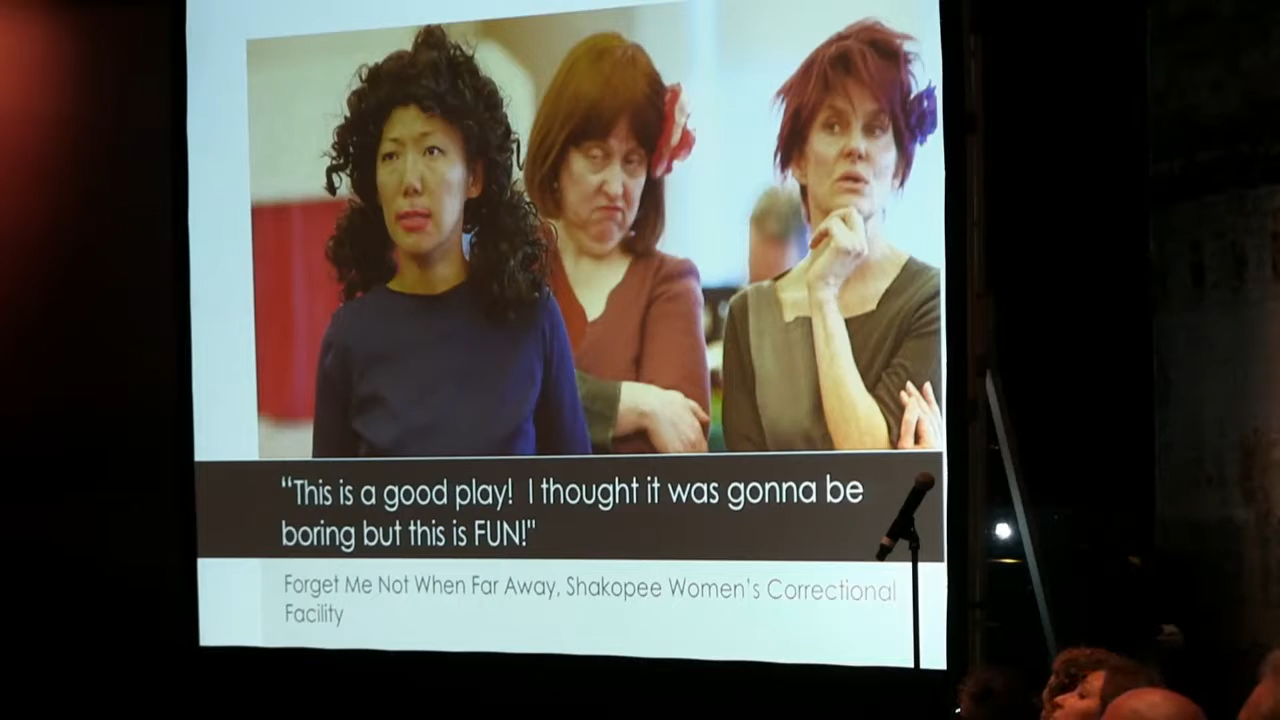 “This is a good play!  I thought it was gonna be
boring but this is FUN!"
Forget Me Not When Far Away, Shakopee Women’s Correctional
Facility